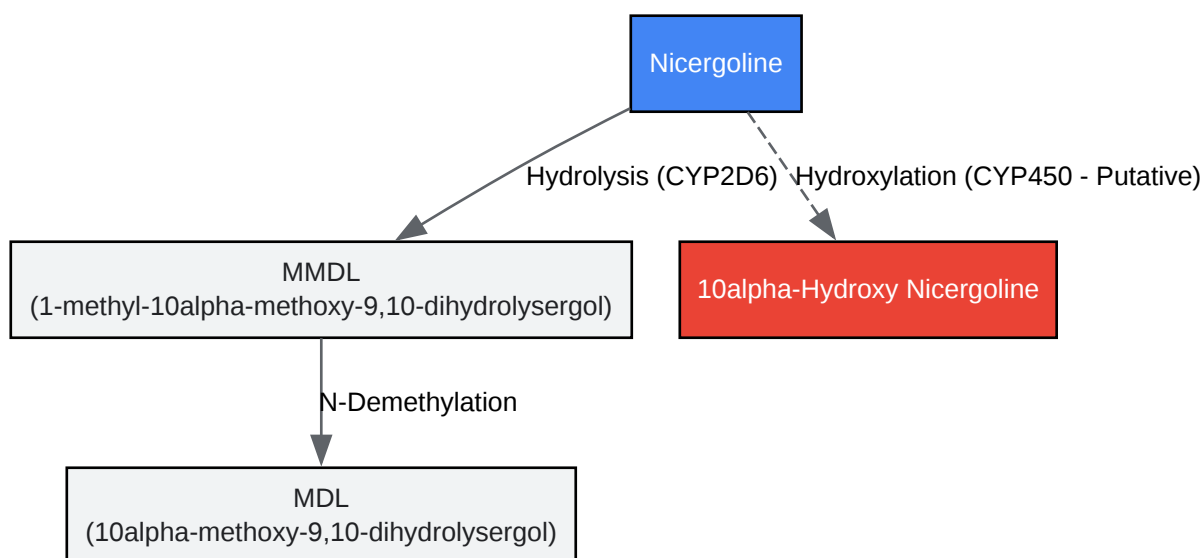 Nicergoline
Hydrolysis (CYP2D6)
Hydroxylation (CYP450 - Putative)
MMDL
(1-methyl-10alpha-methoxy-9,10-dihydrolysergol)
10alpha-Hydroxy Nicergoline
N-Demethylation
MDL
(10alpha-methoxy-9,10-dihydrolysergol)